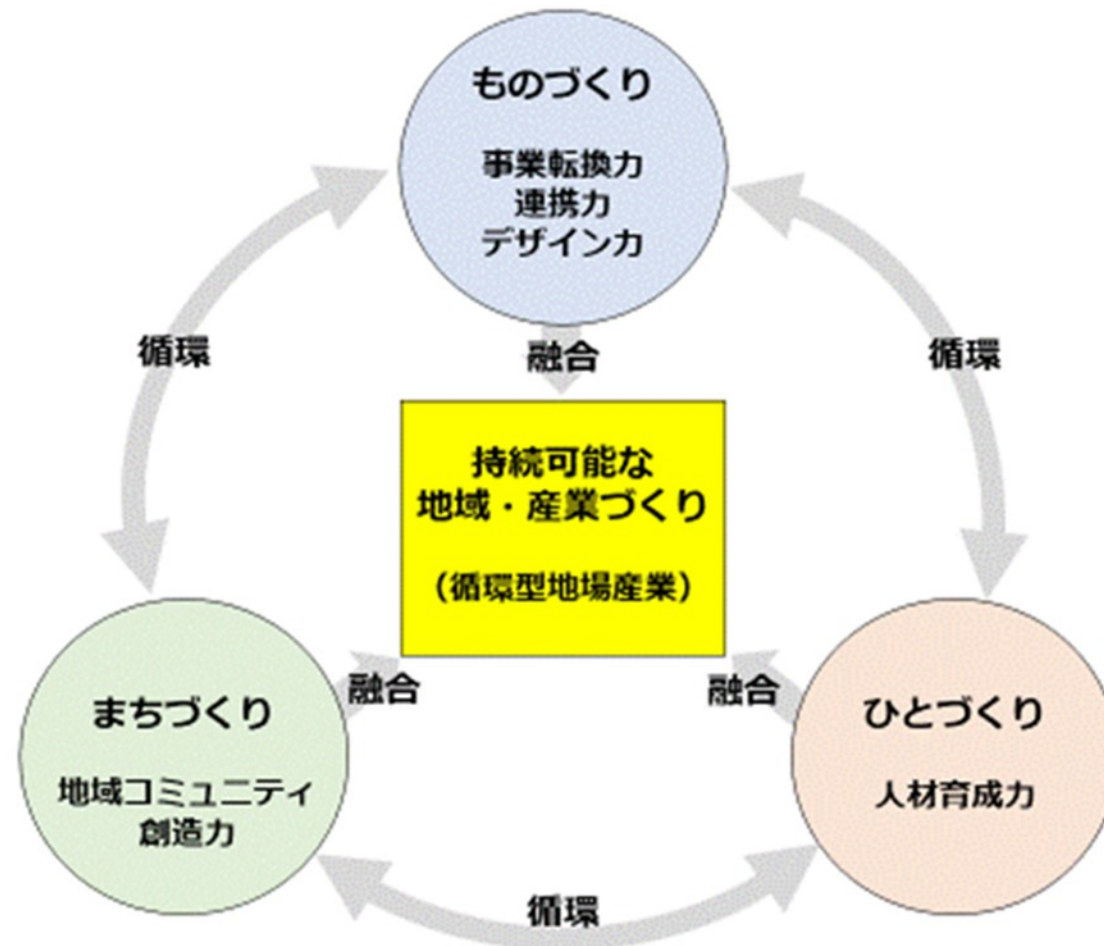 ものづくり
事業転換力
連携力
デザイン力
循環
融合
循環
持続可能な
地域・産業づくり
（循環型地場産業）
融合
融合
まちづくり
地域コミュニティ
創造力
ひとづくり
人材育成力
循環